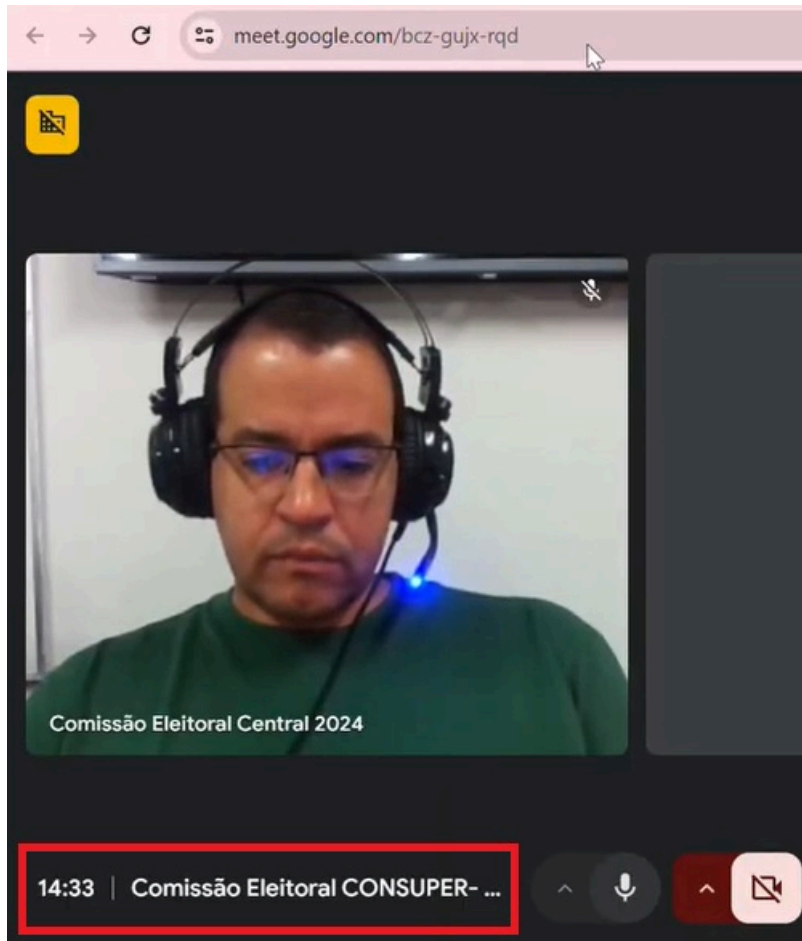 meet.google.com/bcz-gujx-rqd
Comissão Eleitoral Central 2024
14:33 | Comissão Eleitoral CONSUPER- ...